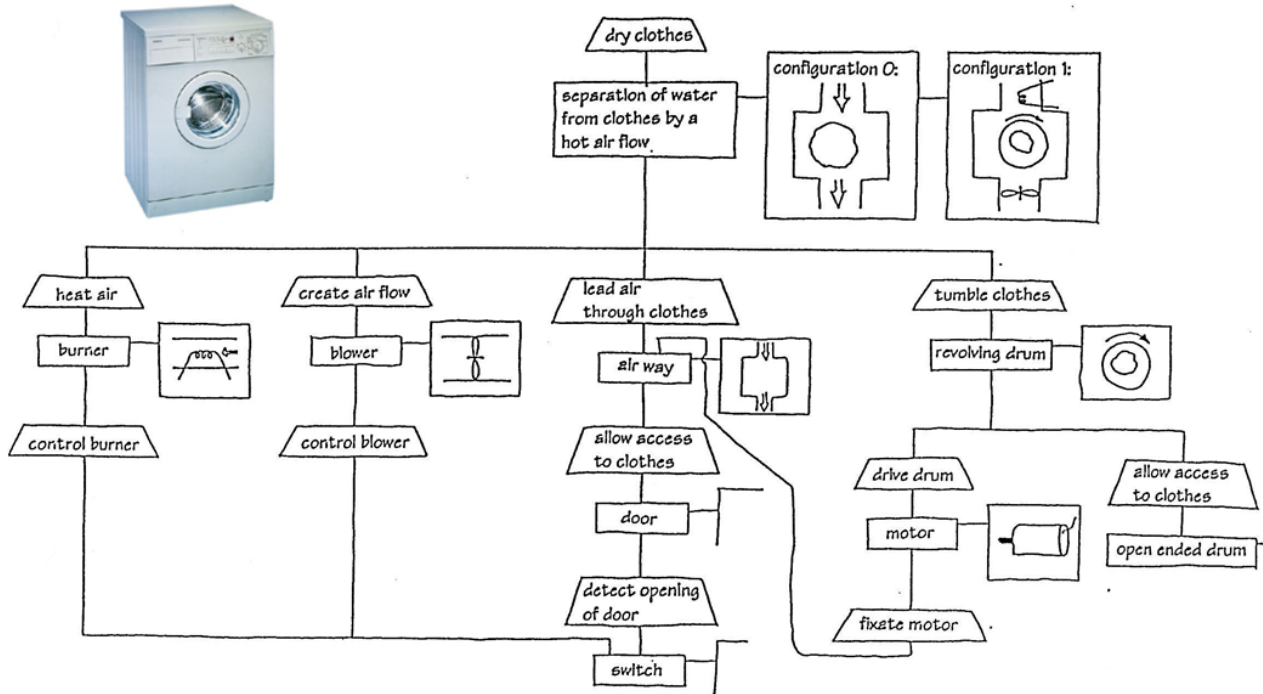 dry clothes
separation of water
from clothes by a
hot air flow
configuration 0:
configuration 1:
heat air
create air flow
lead air
through clothes
tumble clothes
burner
blower
air way
revolving drum
control burner
control blower
allow access
to clothes
drive drum
allow access
to clothes
door
motor
open ended drum
detect opening
of door
fixate motor
switch